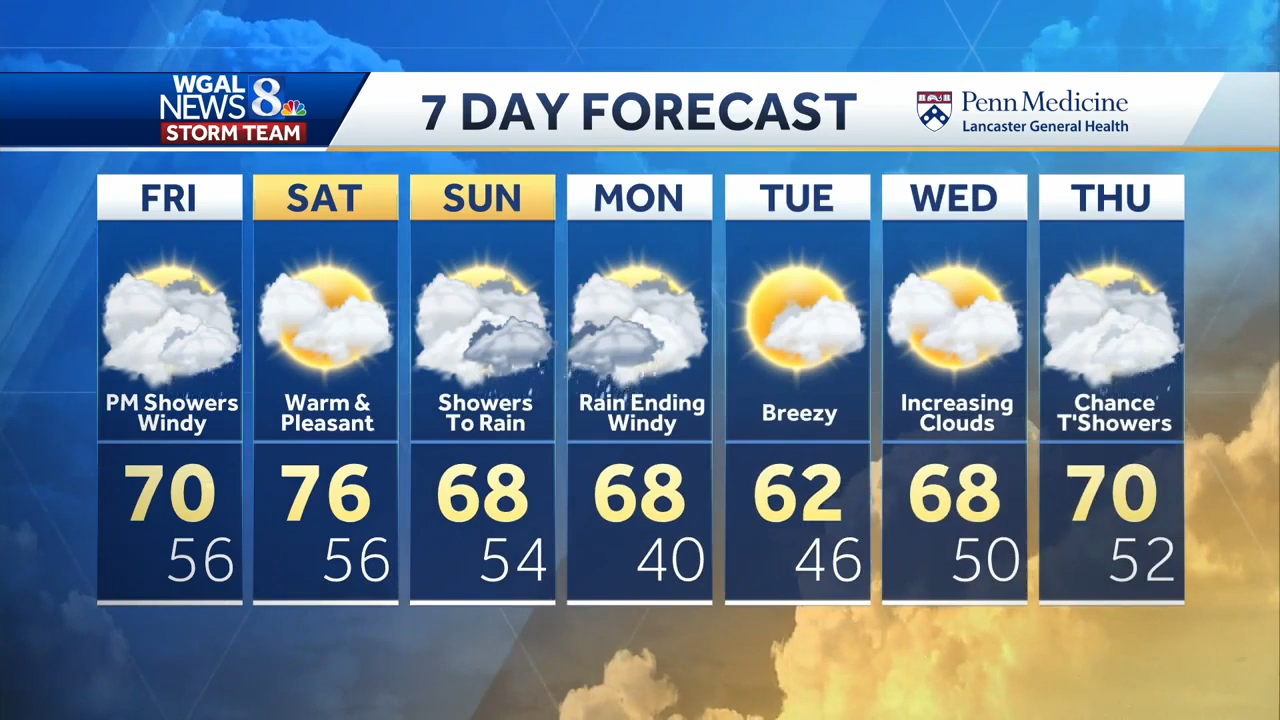 WGAL
NEWS 8
STORM TEAM
7 DAY FORECAST
Penn Medicine
Lancaster General Health
FRI
SAT
SUN
MON
TUE
WED
THU
PM Showers
Windy
Warm &
Pleasant
Showers
To Rain
Rain Ending
Windy
Breezy
Increasing
Clouds
Chance
T'Showers
70
76
68
68
62
68
70
56
56
54
40
46
50
52